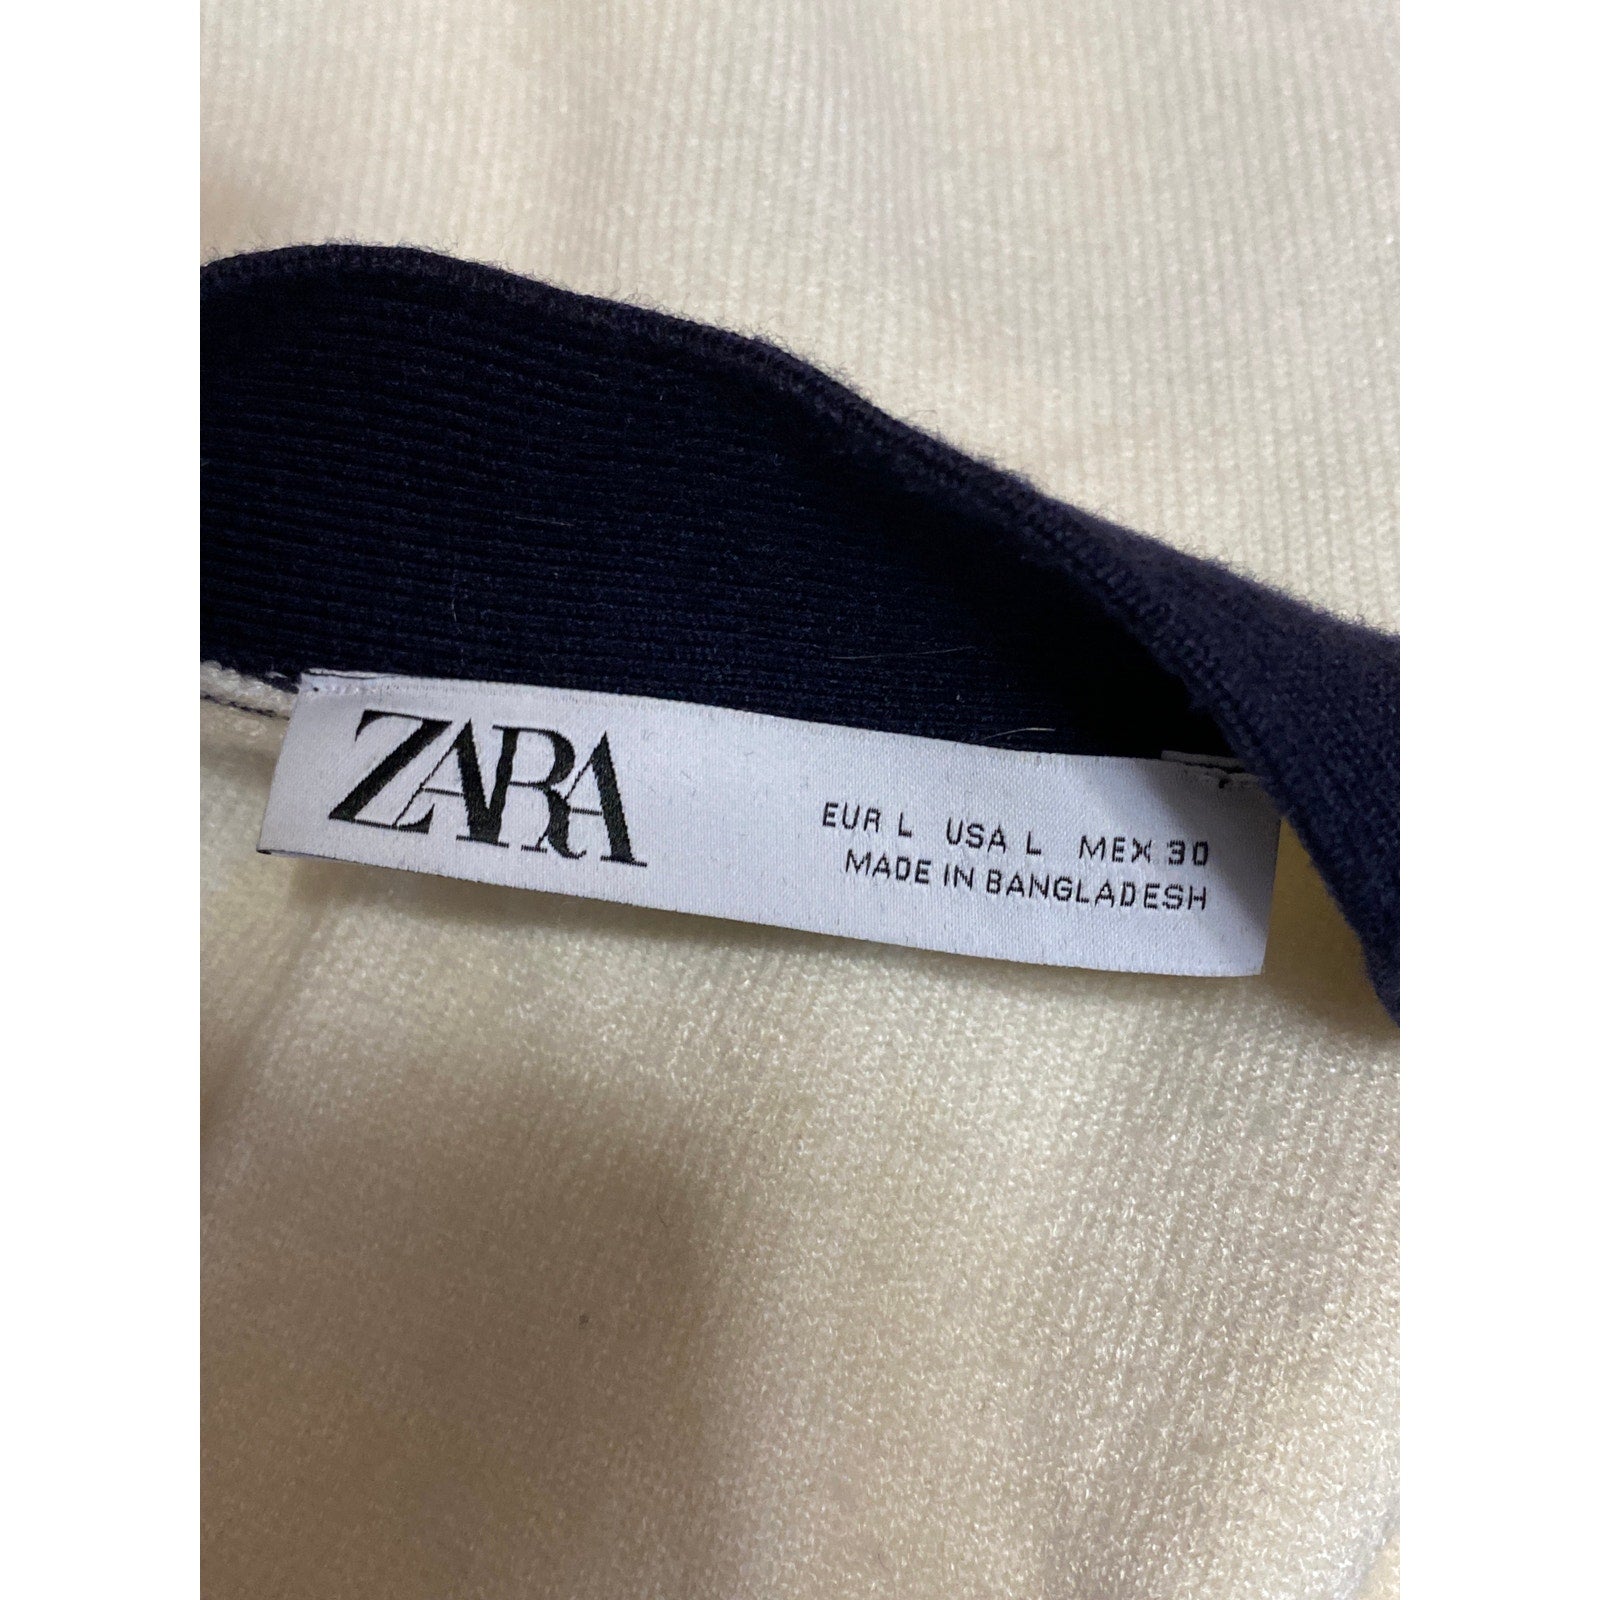 ZARA
EUR L USA L MEX 30
MADE IN BANGLADESH